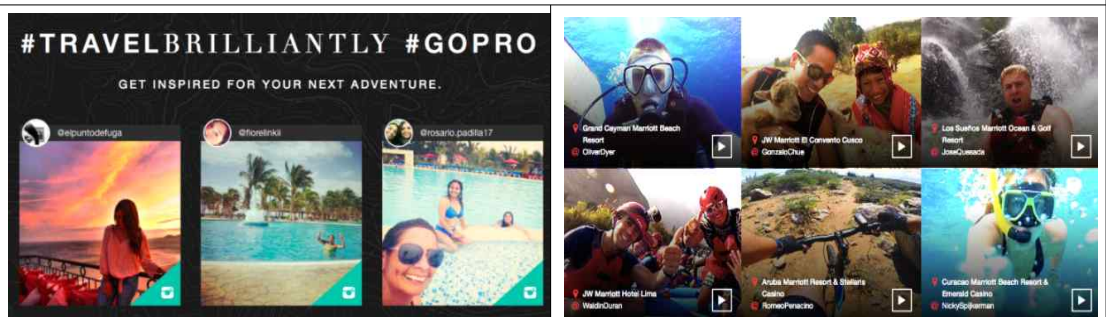 #TRAVELBRILLIANTLY #GOPRO
GET INSPIRED FOR YOUR NEXT ADVENTURE.
@elpuntodefuga
@fiorelinkii
@rosario.padilla17
Grand Cayman Marriott Beach
Resort
@ OliverDyer
JW Marriott El Convento Cusco
@ GonzaloChue
Los Sueños Marriott Ocean & Golf
Resort
@ JoseQuesada
JW Marriott Hotel Lima
@ WaldinDuran
Aruba Marriott Resort & Stellaris
Casino
@ RomeoPenacino
Curacao Marriott Beach Resort &
Emerald Casino
@ NickySpijkerman